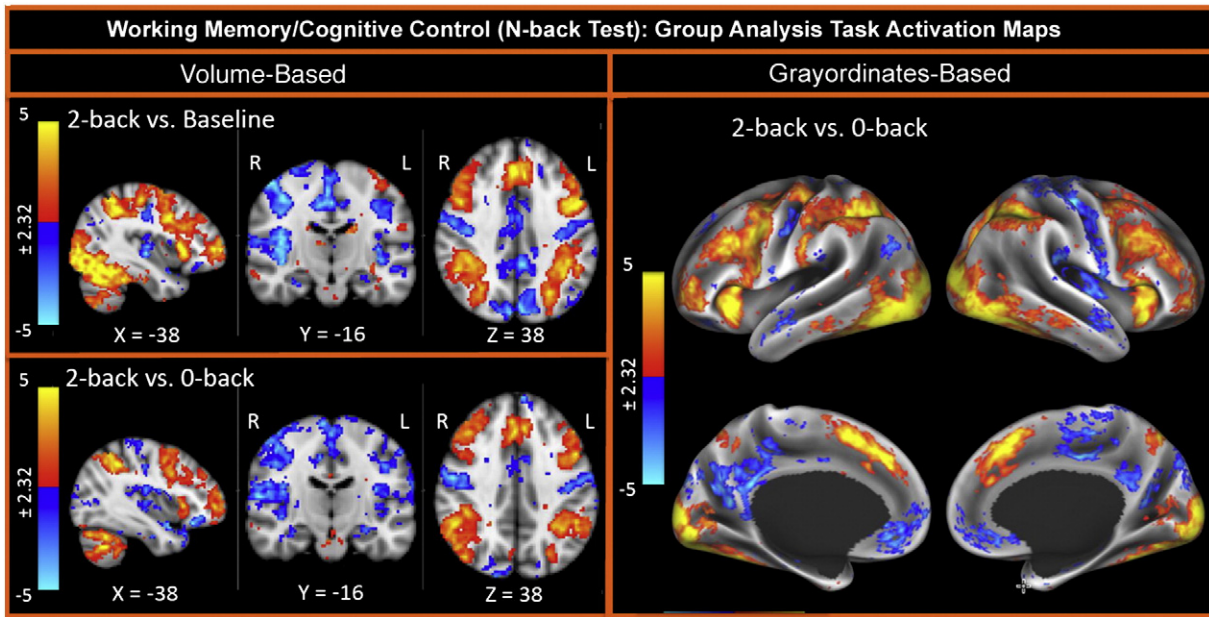 Working Memory/Cognitive Control (N-back Test): Group Analysis Task Activation Maps
Volume-Based
Grayordinates-Based
5
2-back vs. Baseline
R L R
± 2.32
-5
X = -38 Y = -16 Z = 38
5
2-back vs. 0-back
R L R
± 2.32
-5
X = -38 Y = -16 Z = 38
2-back vs. 0-back
5
± 2.32
-5